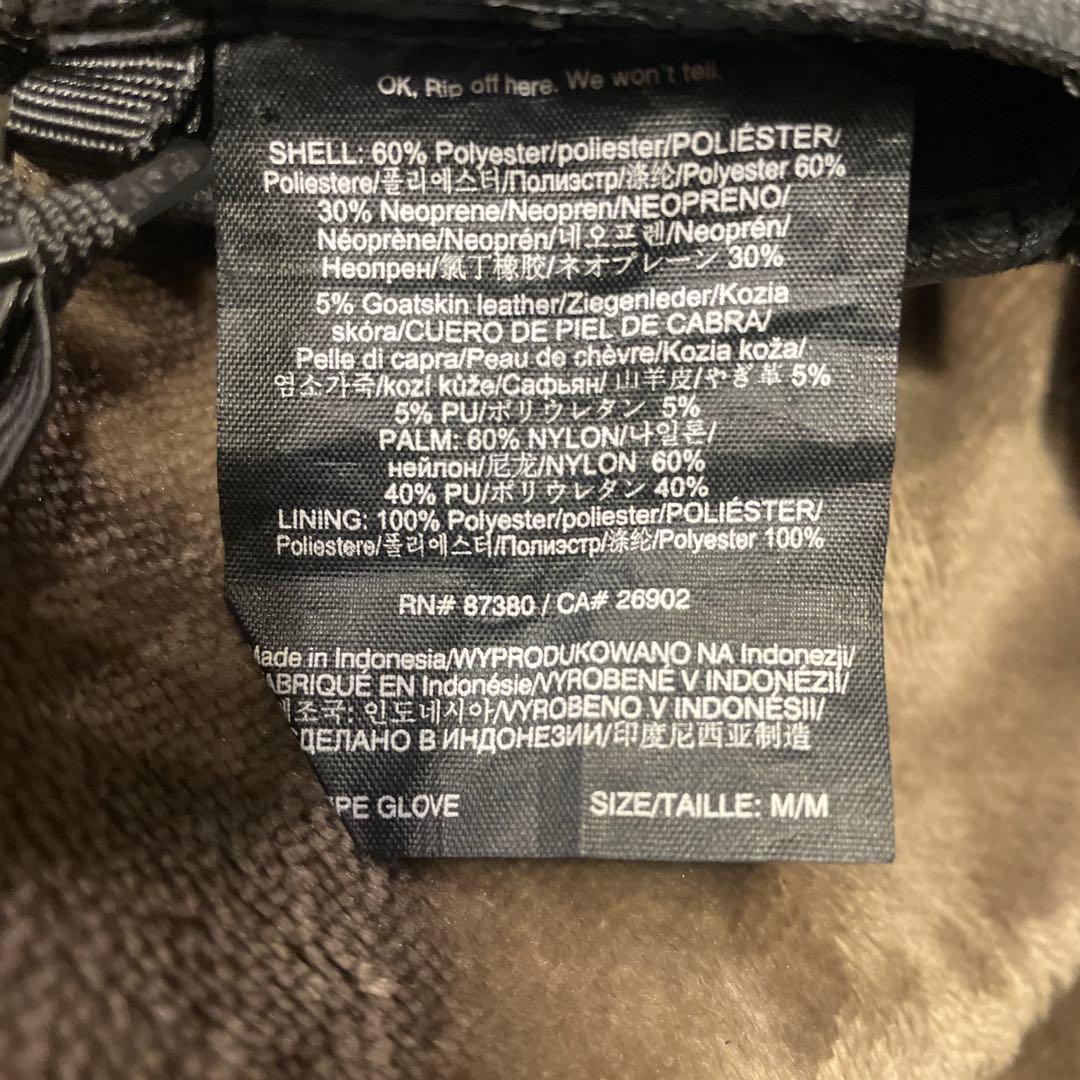 OK, Rip off here. We won't tell.
SHELL: 60% Polyester/poliester/POLIÉSTER/
Poliestere/폴리에스터/Полиэстр/涤纶/Polyester 60%
30% Neoprene/Neopren/NEOPRENO/
Néoprène/Neoprén/네오프렌/Neoprén/
Неопрен/氯丁橡胶/ネオプレーン 30%
5% Goatskin leather/Ziegenleder/Kozia
skóra/CUERO DE PIEL DE CABRA/
Pelle di capra/Peau de chèvre/Kozia koža/
염소가죽/kozí kůže/Сафьян/山羊皮/やぎ革 5%
5% PU/ポリウレタン 5%
PALM: 60% NYLON/나일론/
нейлон/尼龙/NYLON 60%
40% PU/ポリウレタン 40%
LINING: 100% Polyester/poliester/POLIÉSTER/
Poliestere/폴리에스터/Полиэстр/涤纶/Polyester 100%
RN# 87380 / CA# 26902
Made in Indonesia/WYPRODUKOWANO NA Indonezji/
ABRIQUÉ EN Indonésie/VYROBENÉ V INDONÉZII/
조국: 인도네시아/VYROBENO V INDONÉSII/
ДЕЛАНО В ИНДОНЕЗИИ/印度尼西亚制造
PE GLOVE SIZE/TAILLE: M/M